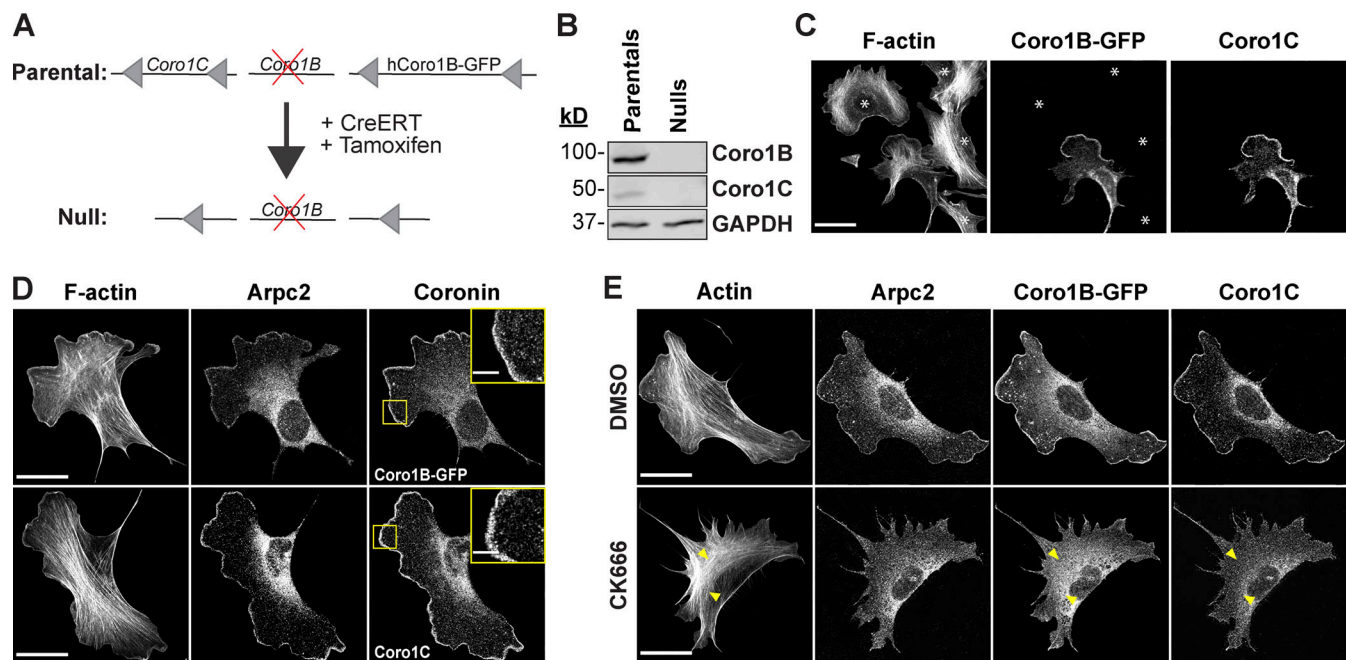 A
Parental: Coro1C Coro1B hCoro1B-GFP
+ CreERT
+ Tamoxifen
Null: Coro1B
B
Parentals Nulls
kD
100- Coro1B
50- Coro1C
37- GAPDH
C
F-actin Coro1B-GFP Coro1C
* * * * * * * *
D
F-actin Arpc2 Coronin
Coro1B-GFP
Coro1C
E
Actin Arpc2 Coro1B-GFP Coro1C
DMSO
CK666